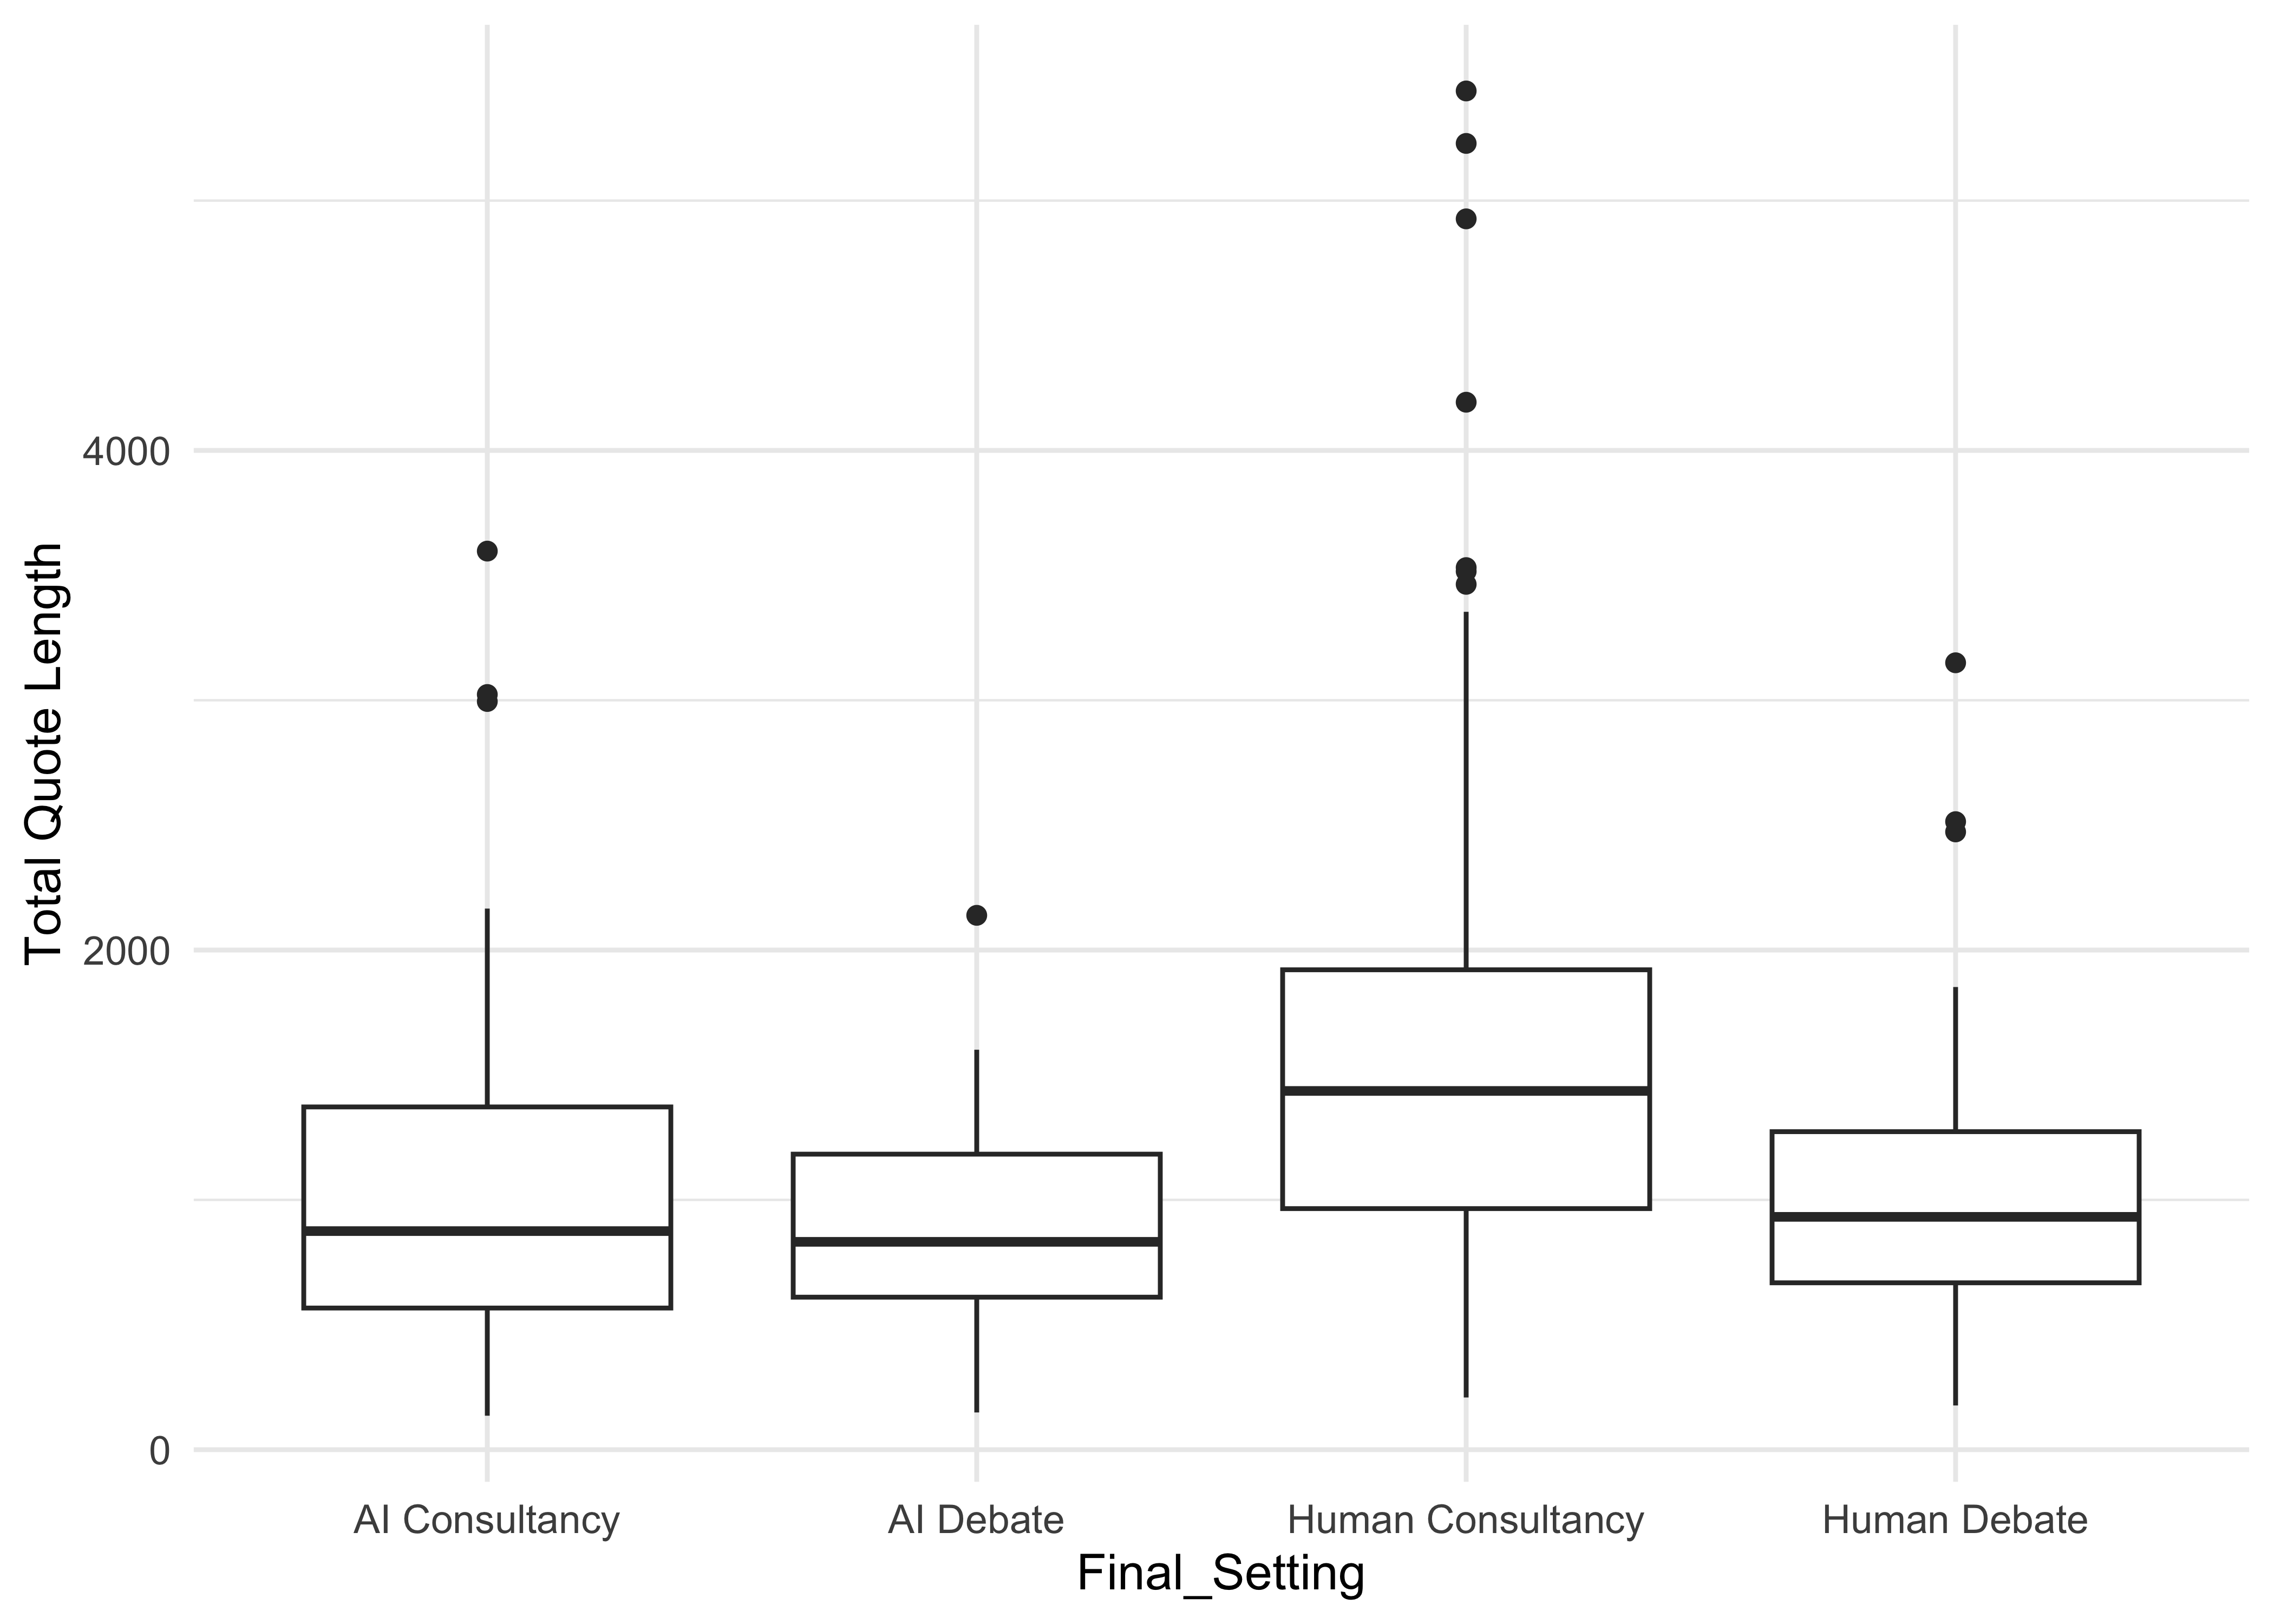 Total Quote Length
4000
2000
0
AI Consultancy
AI Debate
Human Consultancy
Human Debate
Final_Setting